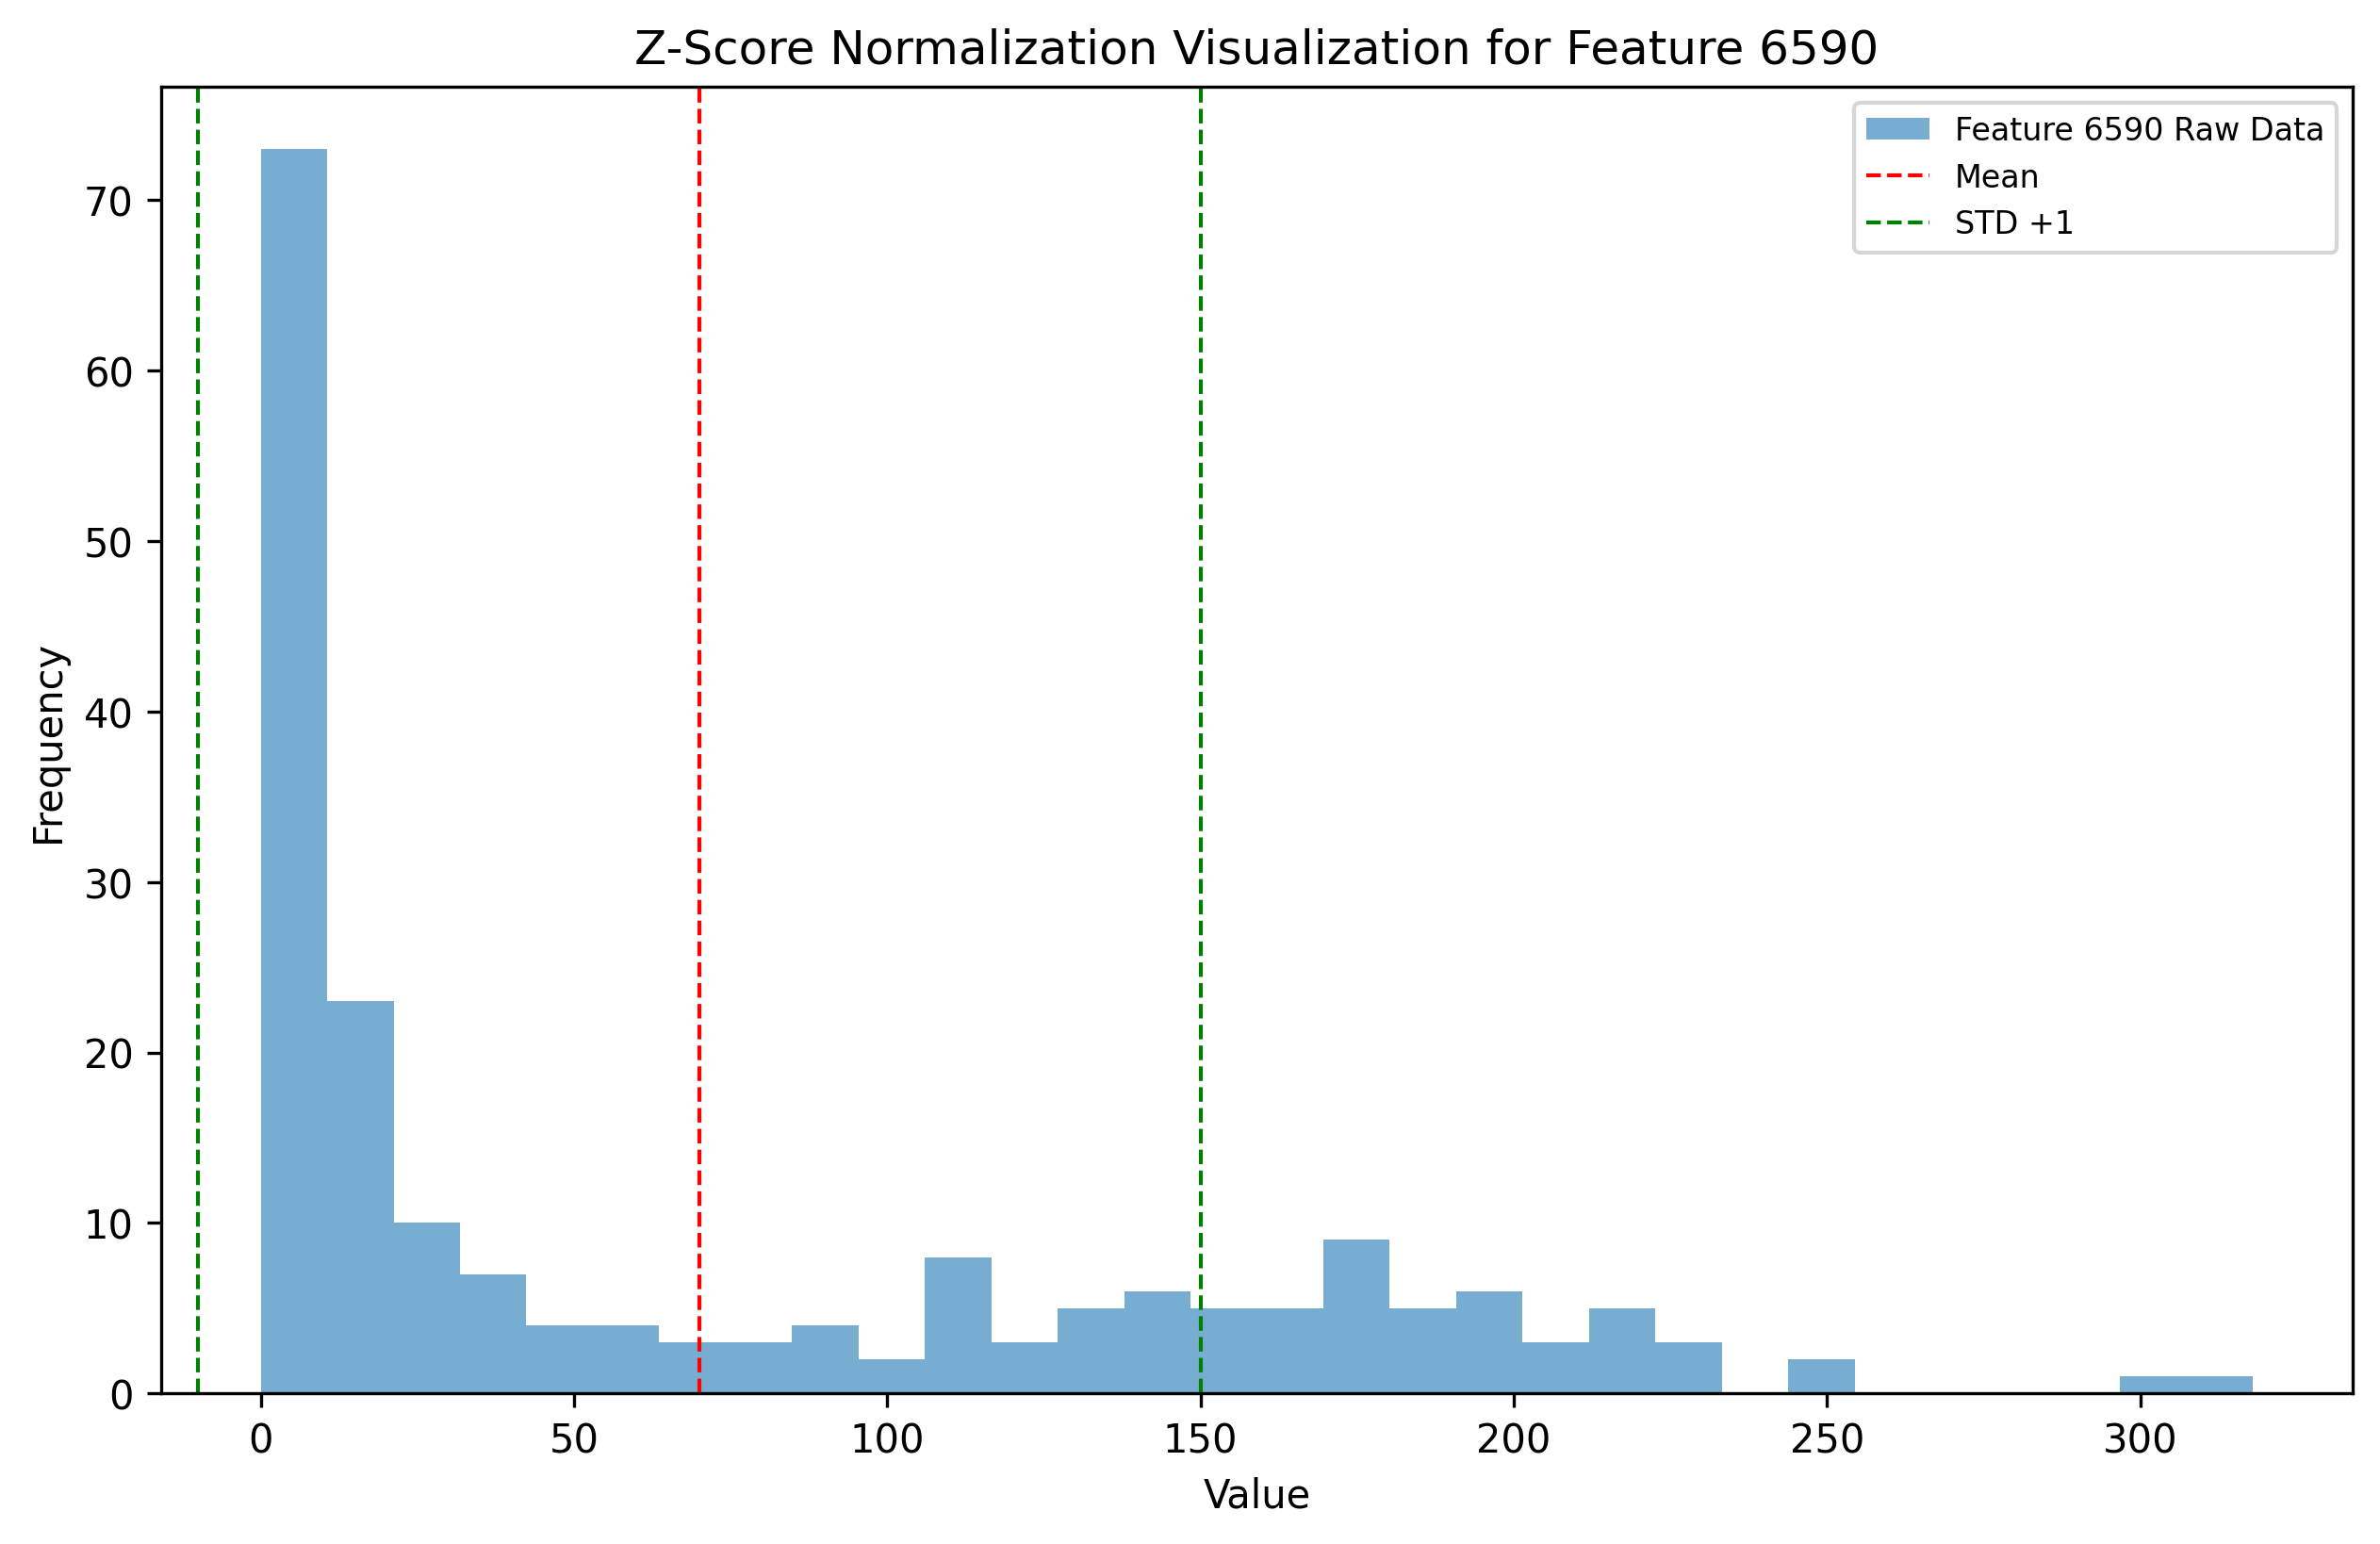 Z-Score Normalization Visualization for Feature 6590
Feature 6590 Raw Data
Mean
STD +1
Frequency
70
60
50
40
30
20
10
0
0 50 100 150 200 250 300
Value